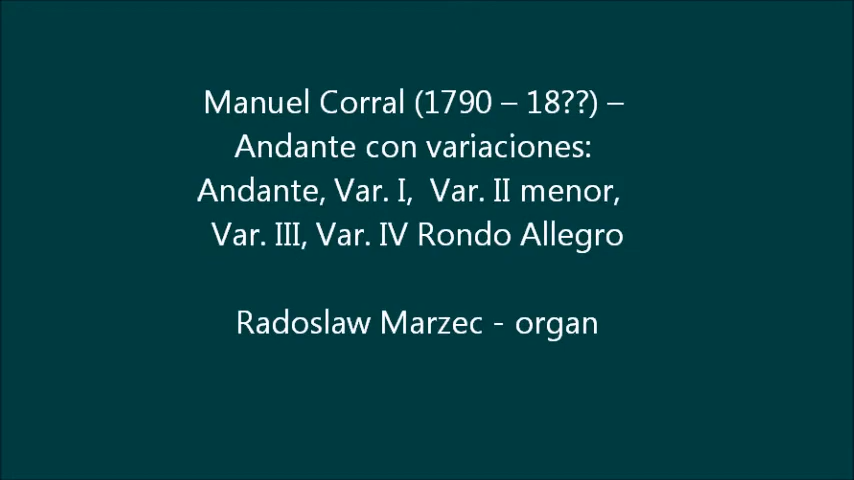 Manuel Corral (1790 – 18??) –
Andante con variaciones:
Andante, Var. I, Var. II menor,
Var. III, Var. IV Rondo Allegro
Radoslaw Marzec - organ